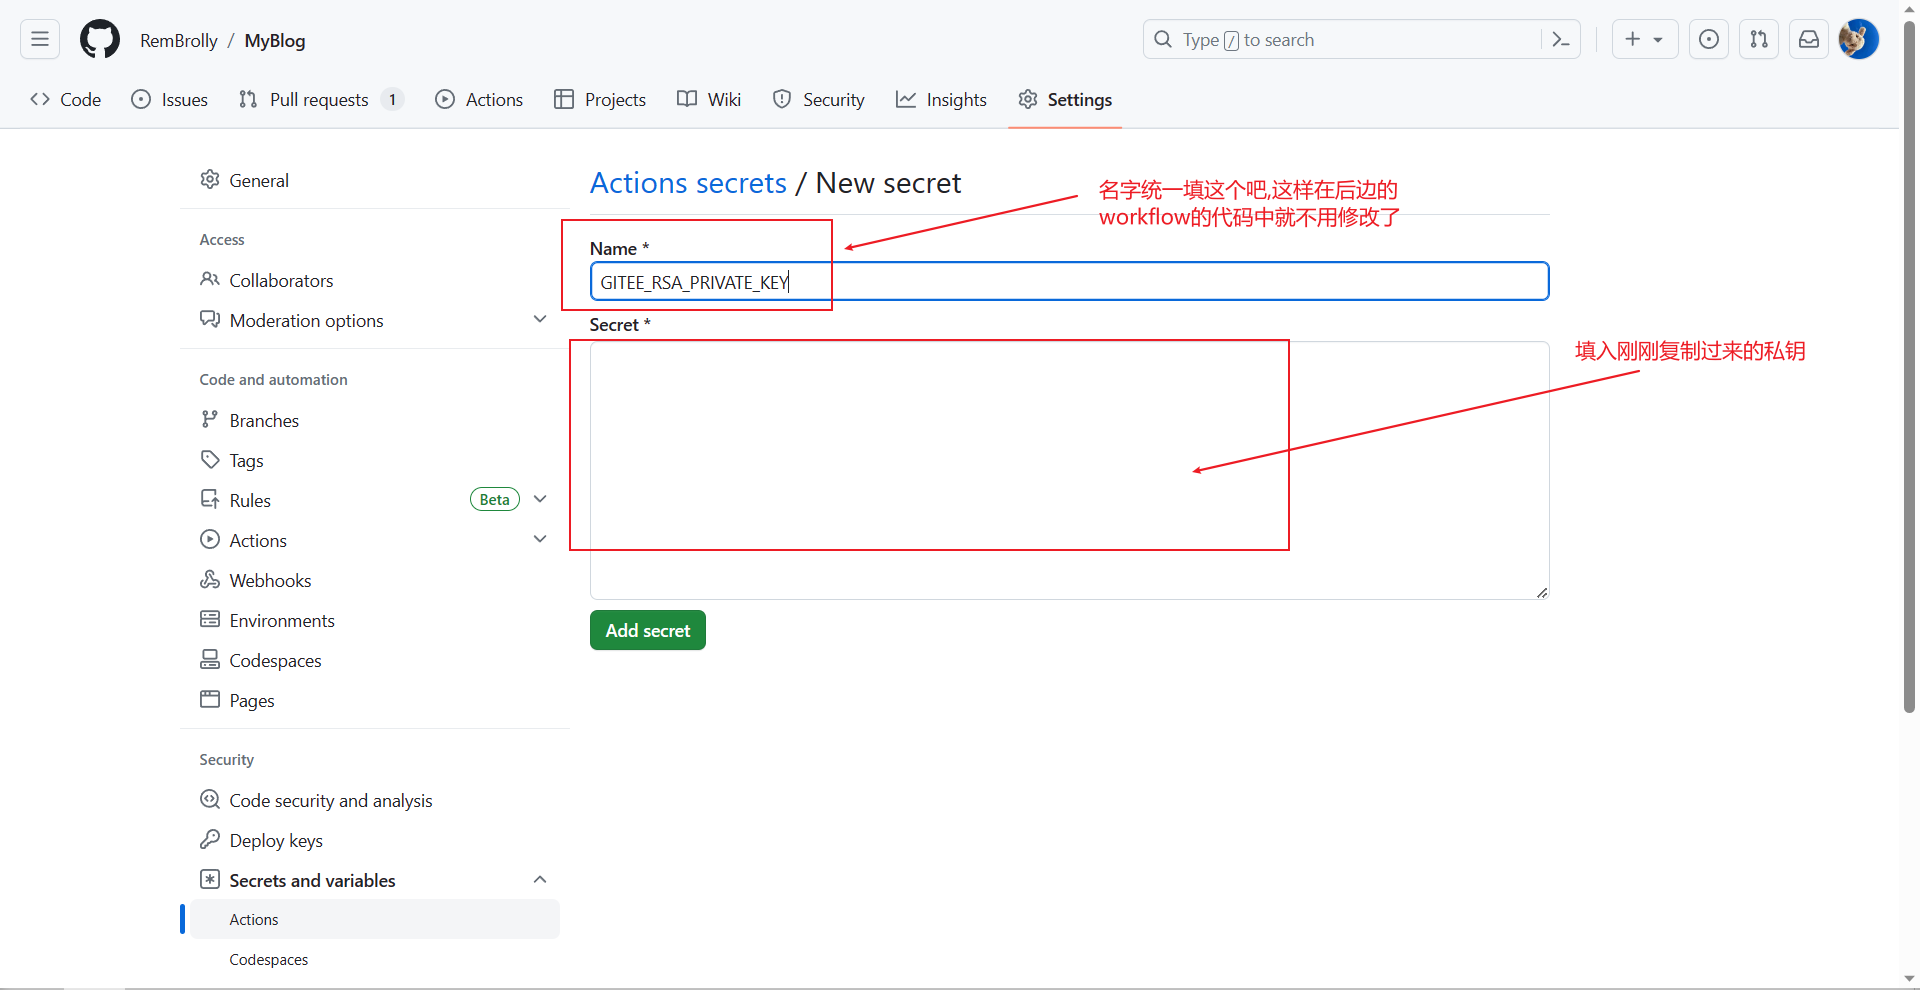 RemBrolly / MyBlog
Type / to search
Code
Issues
Pull requests 1
Actions
Projects
Wiki
Security
Insights
Settings
General
Access
Collaborators
Moderation options
Code and automation
Branches
Tags
Rules Beta
Actions
Webhooks
Environments
Codespaces
Pages
Security
Code security and analysis
Deploy keys
Secrets and variables
Actions
Codespaces
Actions secrets / New secret
名字统一填这个吧,这样在后边的
workflow的代码中就不用修改了
Name *
GITEE_RSA_PRIVATE_KEY
Secret *
填入刚刚复制过来的私钥
Add secret